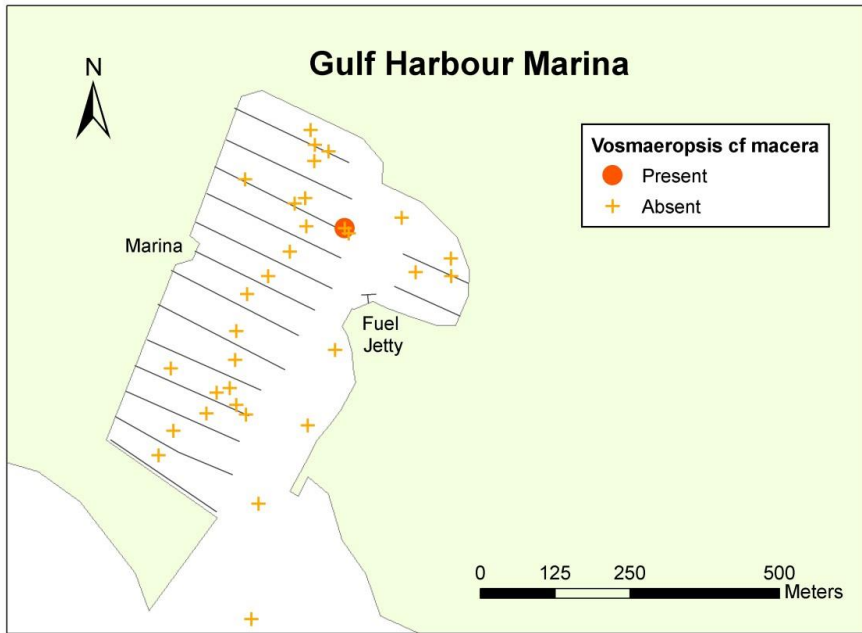 Gulf Harbour Marina
N
Vosmaeropsis cf macera
Present
Absent
Marina
Fuel
Jetty
0 125 250 500
Meters